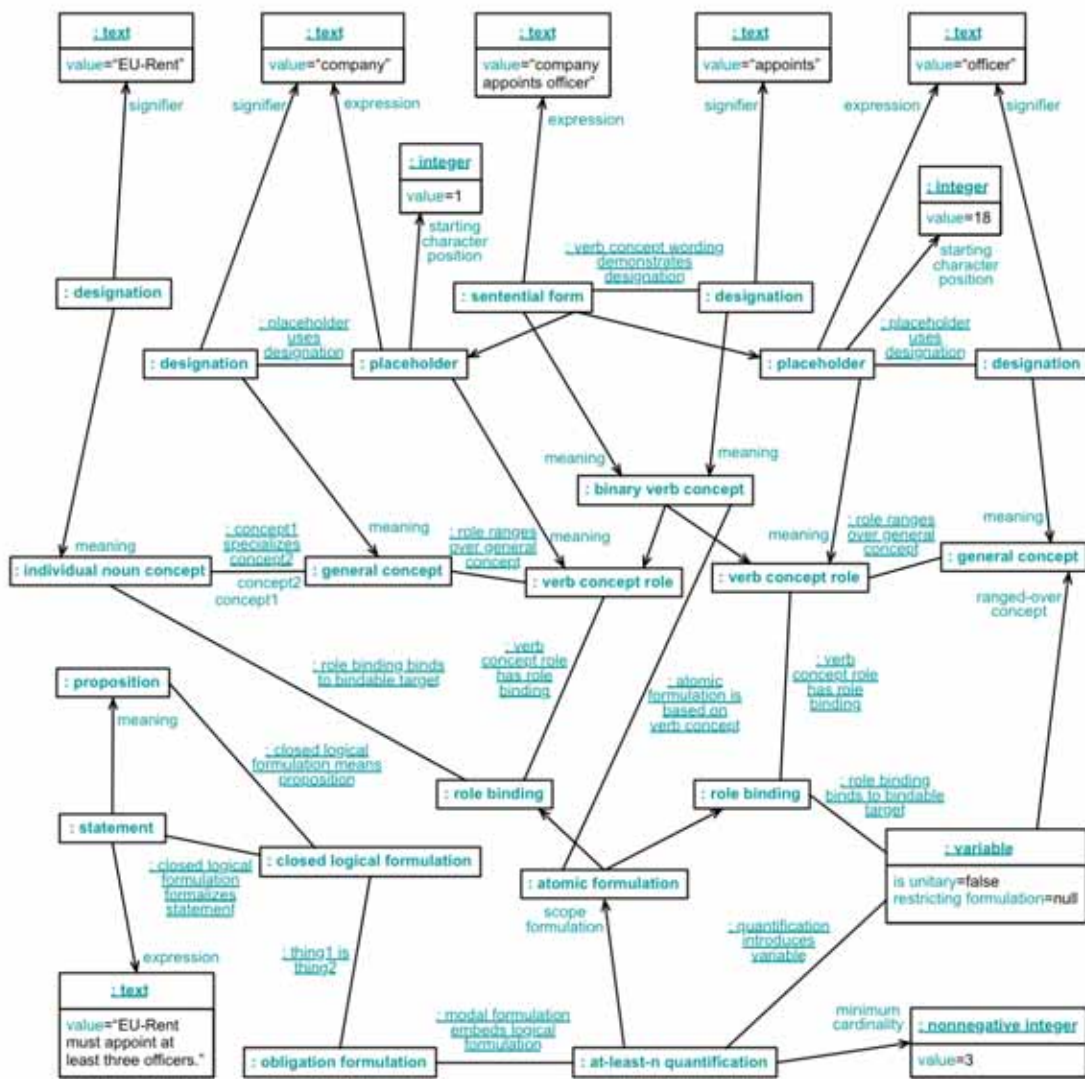 : text
value="EU-Rent"
: text
value="company"
: text
value="company
appoints officer"
: text
value="appoints"
: text
value="officer"
signifier
signifier
expression
expression
signifier
expression
signifier
: integer
value=1
starting
character
position
: integer
value=18
starting
character
position
: verb concept wording
demonstrates
designation
: designation
: sentential form
: designation
: placeholder
uses
designation
: placeholder
uses
designation
: designation
: placeholder
: placeholder
: designation
meaning
meaning
: binary verb concept
meaning
: concept1
specializes
concept2
meaning
: role ranges
over general
concept
meaning
meaning
: role ranges
over general
concept
meaning
: individual noun concept
: general concept
: verb concept role
: verb concept role
: general concept
concept2
concept1
ranged-over
concept
: role binding binds
to bindable target
: verb
concept role
has role
binding
: atomic
formulation is
based on
verb concept
: verb
concept role
has role
binding
: proposition
meaning
: closed logical
formulation means
proposition
: role binding
: role binding
: role binding
binds to bindable
target
: statement
: closed logical formulation
: atomic formulation
: variable
is unitary=false
restricting formulation=null
: closed logical
formulation
formalizes
statement
scope
formulation
: quantification
introduces
variable
expression
: thing1 is
thing2
: text
value="EU-Rent
must appoint at
least three officers."
: modal formulation
embeds logical
formulation
minimum
cardinality
: obligation formulation
: at-least-n quantification
: nonnegative integer
value=3